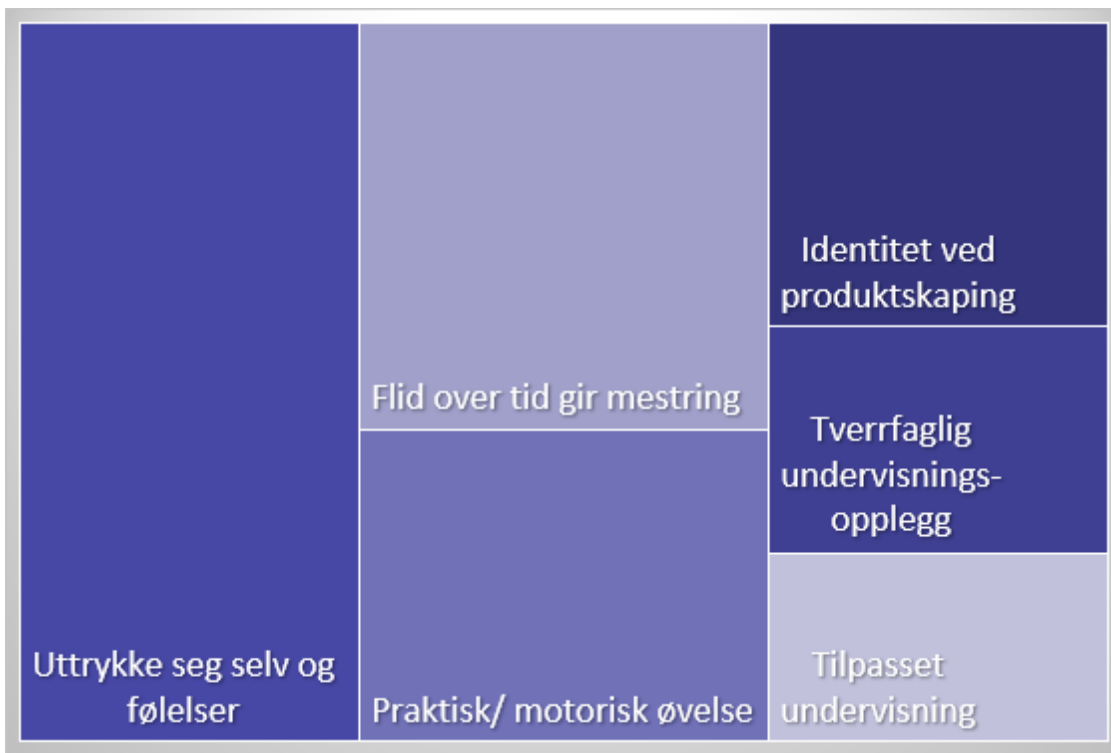 Uttrykke seg selv og
følelser
Flid over tid gir mestring
Praktisk/ motorisk øvelse
Identitet ved
produktskaping
Tverrfaglig
undervisnings-
opplegg
Tilpasset
undervisning